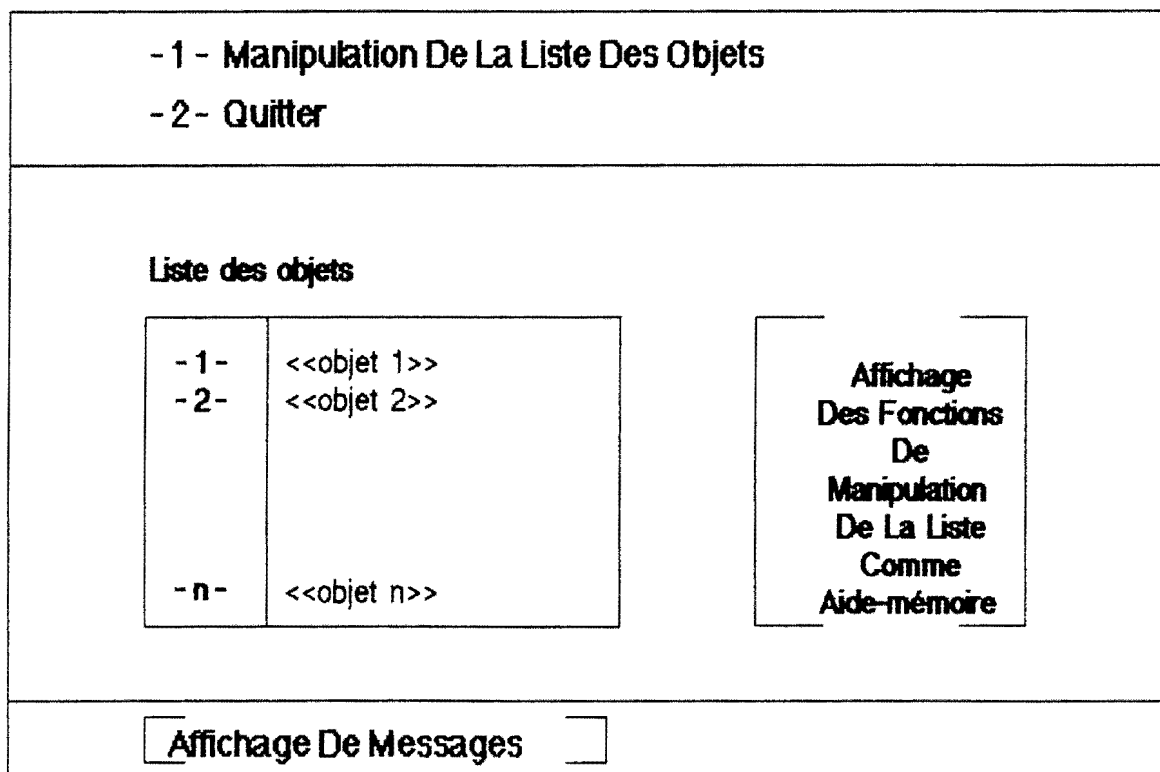 -1- Manipulation De La Liste Des Objets
-2- Quitter
Liste des objets
-1- <<objet 1>>
-2- <<objet 2>>
-n- <<objet n>>
Affichage
Des Fonctions
De
Manipulation
De La Liste
Comme
Aide-mémoire
Affichage De Messages